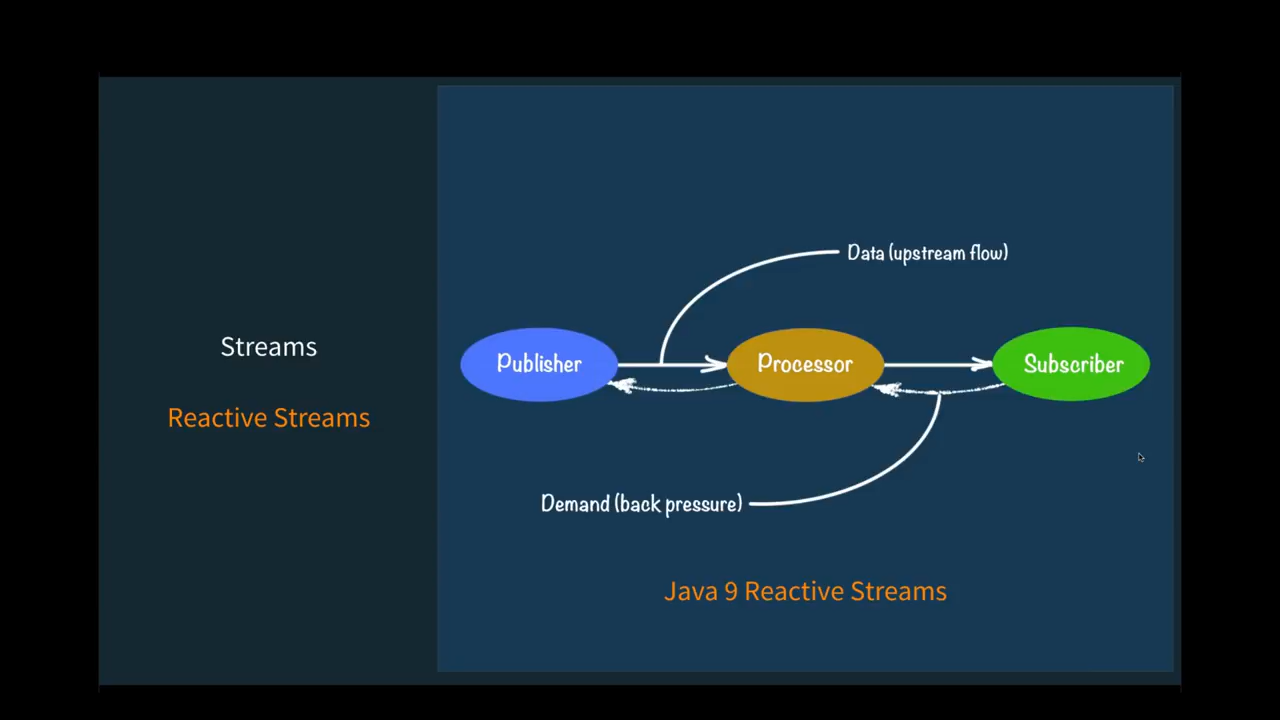 Streams
Reactive Streams
Data (upstream flow)
Publisher
Processor
Subscriber
Demand (back pressure)
Java 9 Reactive Streams